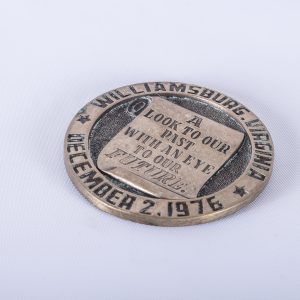 WILLIAMSBURG, VIRGINIA
A
LOOK TO OUR
PAST
WITH AN EYE
TO OUR
FUTURE.
DECEMBER 2, 1976